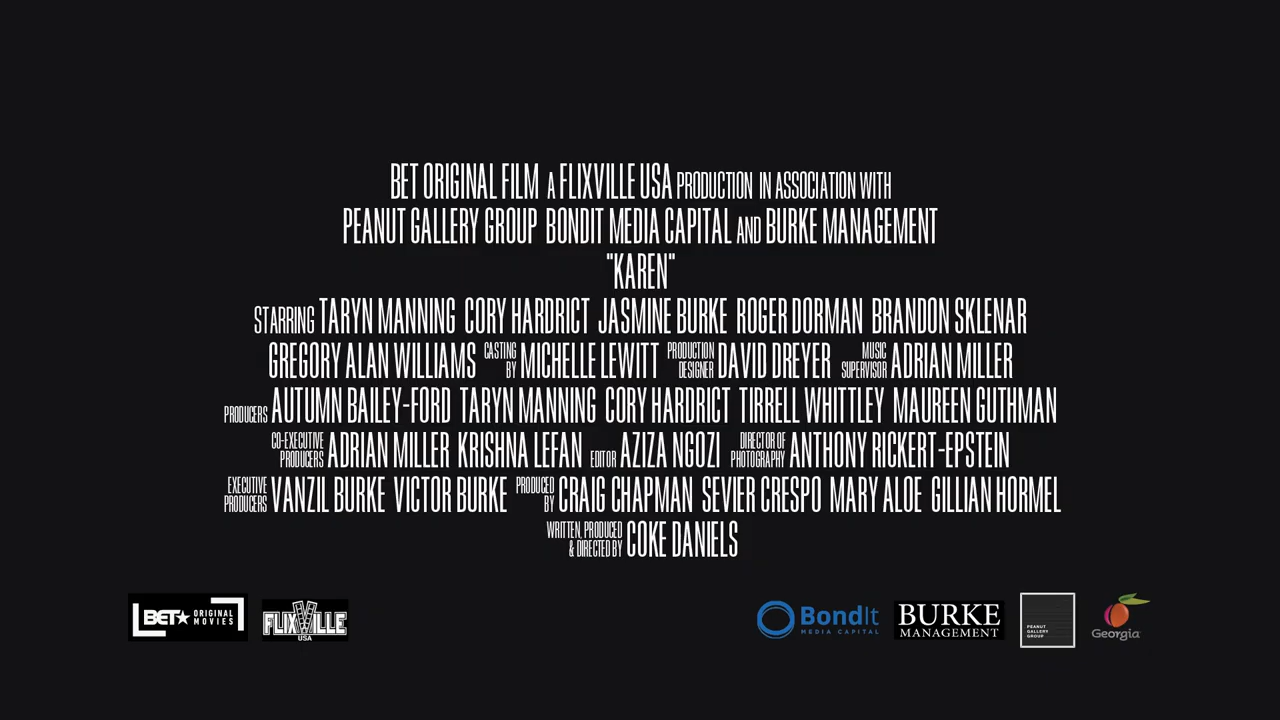 BET ORIGINAL FILM A FLIXVILLE USA PRODUCTION IN ASSOCIATION WITH
PEANUT GALLERY GROUP BONDIT MEDIA CAPITAL AND BURKE MANAGEMENT
"KAREN"
STARRING TARYN MANNING CORY HARDRICT JASMINE BURKE ROGER DORMAN BRANDON SKLENAR
GREGORY ALAN WILLIAMS CASTING BY MICHELLE LEWITT PRODUCTION DESIGNER DAVID DREYER MUSIC SUPERVISOR ADRIAN MILLER
PRODUCERS AUTUMN BAILEY-FORD TARYN MANNING CORY HARDRICT TIRRELL WHITTLEY MAUREEN GUTHMAN
CO-EXECUTIVE PRODUCERS ADRIAN MILLER KRISHNA LEFAN EDITOR AZIZA NGOZI DIRECTOR OF PHOTOGRAPHY ANTHONY RICKERT-EPSTEIN
EXECUTIVE PRODUCERS VANZIL BURKE VICTOR BURKE PRODUCED BY CRAIG CHAPMAN SEVIER CRESPO MARY ALOE GILLIAN HORMEL
WRITTEN, PRODUCED & DIRECTED BY COKE DANIELS
BET★ ORIGINAL MOVIES
FLIXVILLE USA
BondIt MEDIA CAPITAL
BURKE MANAGEMENT
PEANUT GALLERY GROUP
Georgia